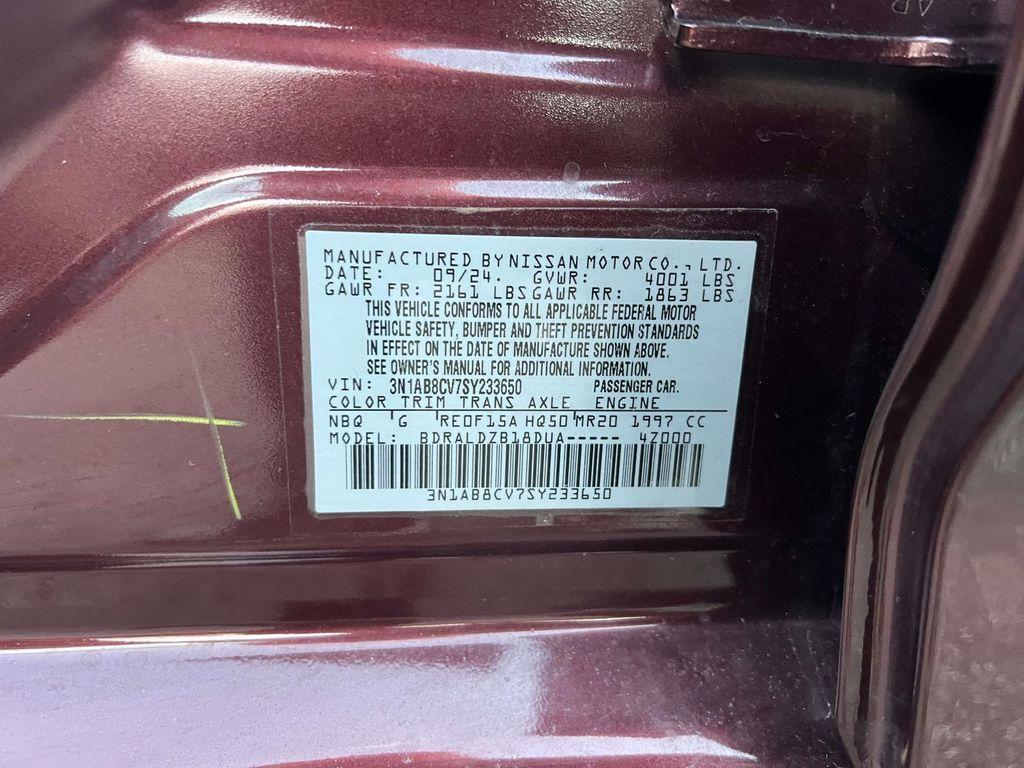 MANUFACTURED BY NISSAN MOTOR CO., LTD.
DATE: 09/24. GVWR: 4001 LBS
GAWR FR: 2161 LBS GAWR RR: 1863 LBS
THIS VEHICLE CONFORMS TO ALL APPLICABLE FEDERAL MOTOR
VEHICLE SAFETY, BUMPER AND THEFT PREVENTION STANDARDS
IN EFFECT ON THE DATE OF MANUFACTURE SHOWN ABOVE.
SEE OWNER'S MANUAL FOR ADDITIONAL INFORMATION.
VIN: 3N1AB8CV7SY233650 PASSENGER CAR.
COLOR TRIM TRANS AXLE ENGINE
NBQ 'G 'RE0F15A HQ50'MR20 1997 CC
MODEL: BDRALDZB18DUA----- 4Z000
3N1AB8CV7SY233650